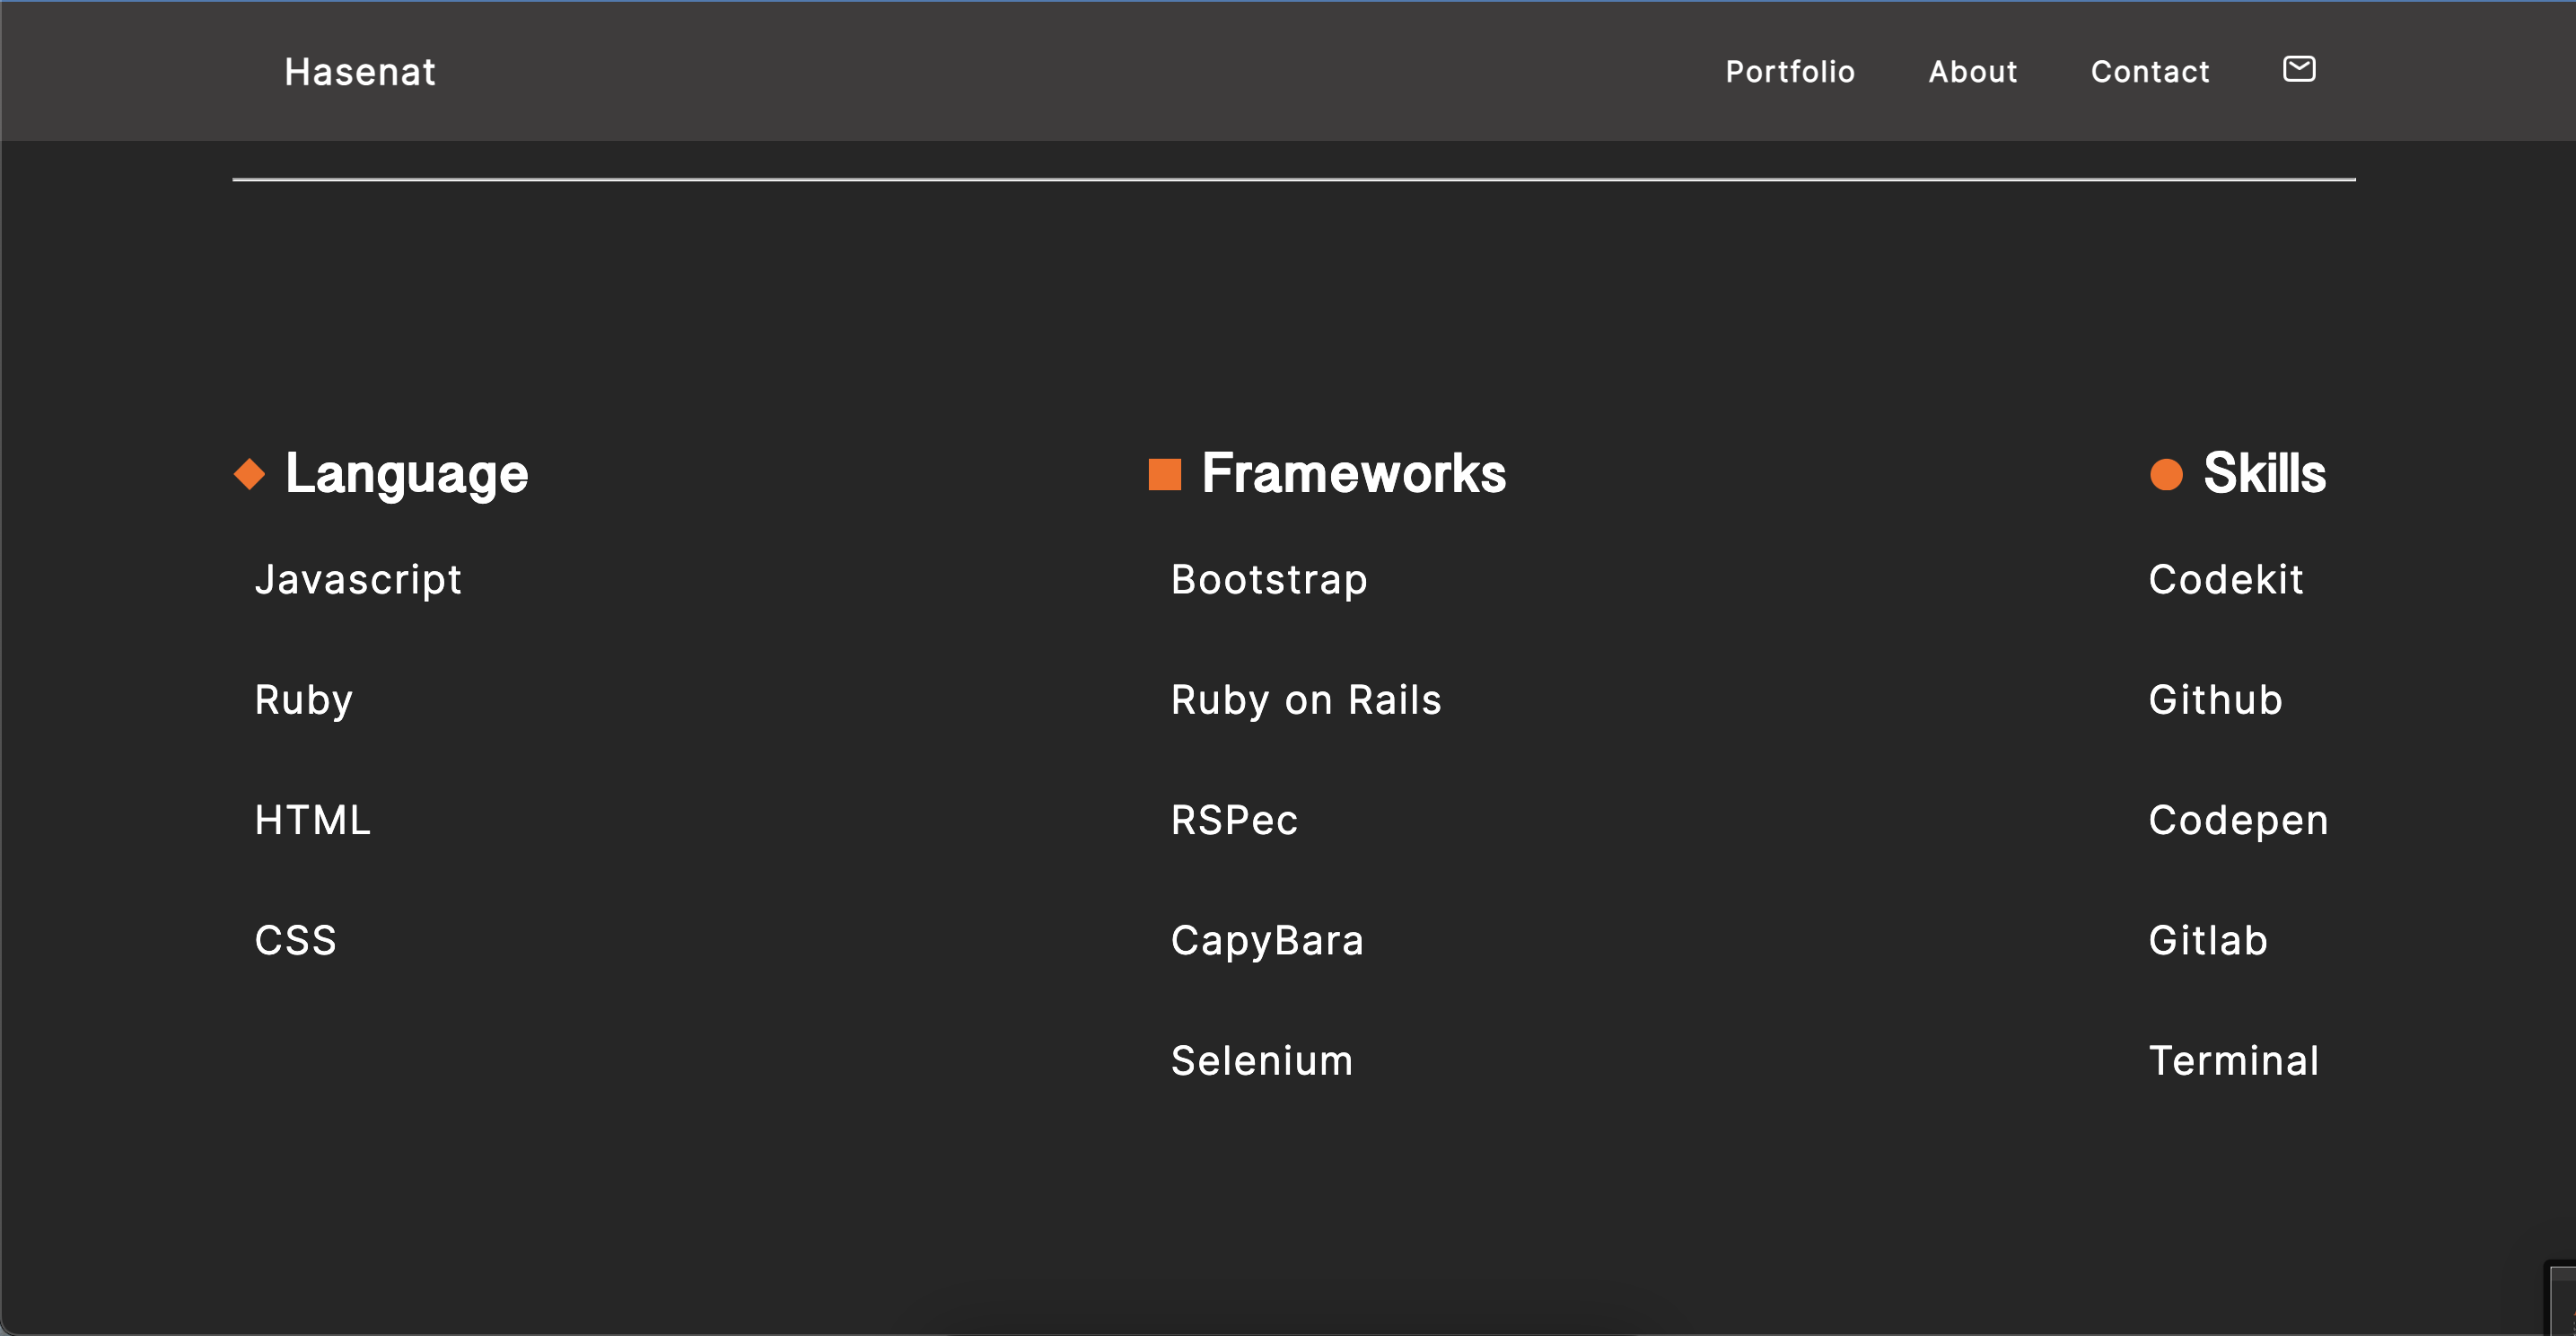 Hasenat
Portfolio About Contact
Language
Javascript
Ruby
HTML
CSS
Frameworks
Bootstrap
Ruby on Rails
RSPec
CapyBara
Selenium
Skills
Codekit
Github
Codepen
Gitlab
Terminal